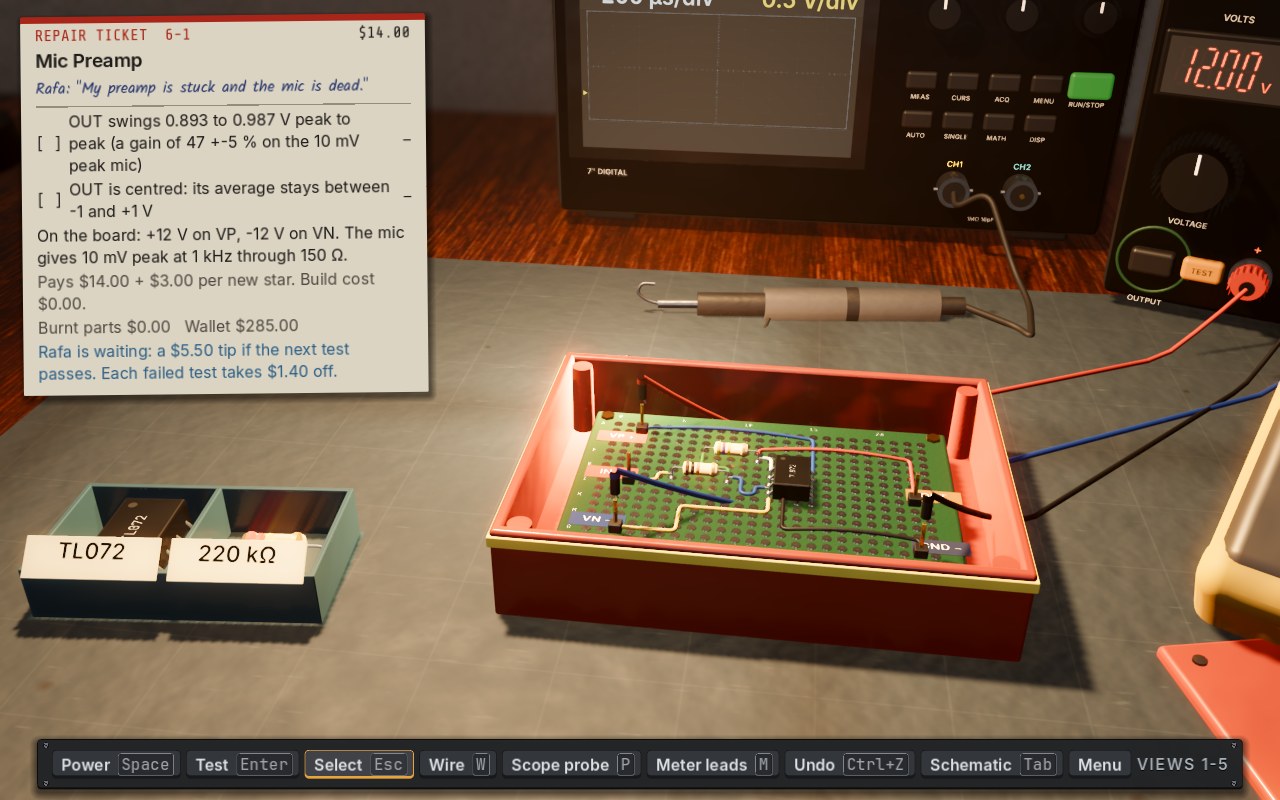 REPAIR TICKET 6-1 $14.00
Mic Preamp
Rafa: "My preamp is stuck and the mic is dead."
OUT swings 0.893 to 0.987 V peak to
[ ] peak (a gain of 47 +-5 % on the 10 mV –
peak mic)
[ ] OUT is centred: its average stays between –
-1 and +1 V
On the board: +12 V on VP, -12 V on VN. The mic
gives 10 mV peak at 1 kHz through 150 Ω.
Pays $14.00 + $3.00 per new star. Build cost
$0.00.
Burnt parts $0.00 Wallet $285.00
Rafa is waiting: a $5.50 tip if the next test
passes. Each failed test takes $1.40 off.
200 µs/div 0.5 V/div
MEAS CURS ACQ MENU RUN/STOP
AUTO SINGLE MATH DISP
7" DIGITAL
CH1 CH2
VOLTS
12.00 V
VOLTAGE
OUTPUT TEST
+
VP
VN –
GND –
TL072
TL072 220 kΩ
Power Space Test Enter Select Esc Wire W Scope probe P Meter leads M Undo Ctrl+Z Schematic Tab Menu VIEWS 1-5